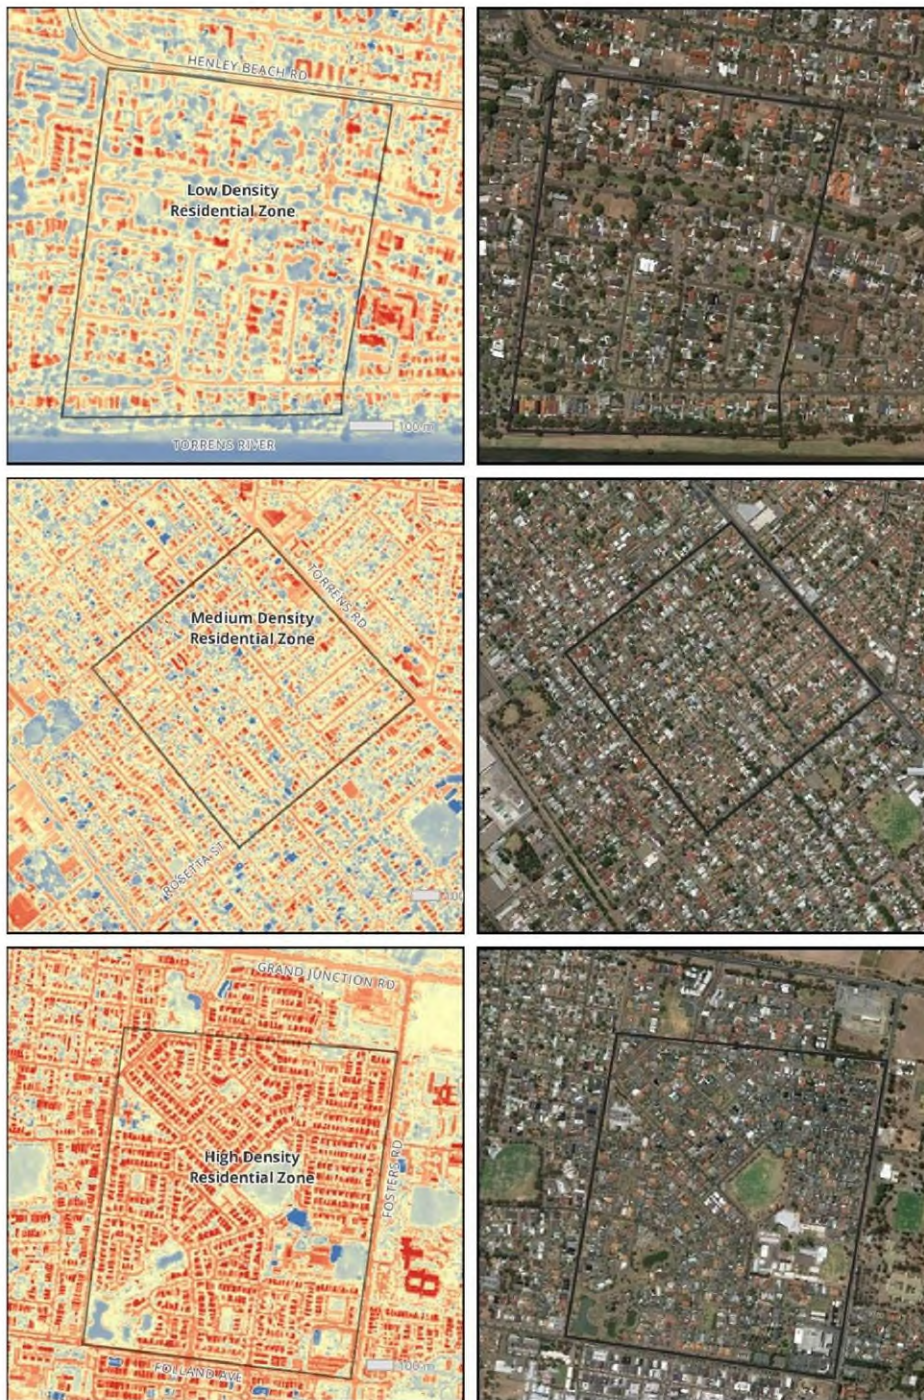 HENLEY BEACH RD
Low Density
Residential Zone
100 m
TORRENS RIVER
TORRENS RD
Medium Density
Residential Zone
ROSETTA ST
100
GRAND JUNCTION RD
High Density
Residential Zone
FOSTERS RD
100 m
FOLLAND AVE